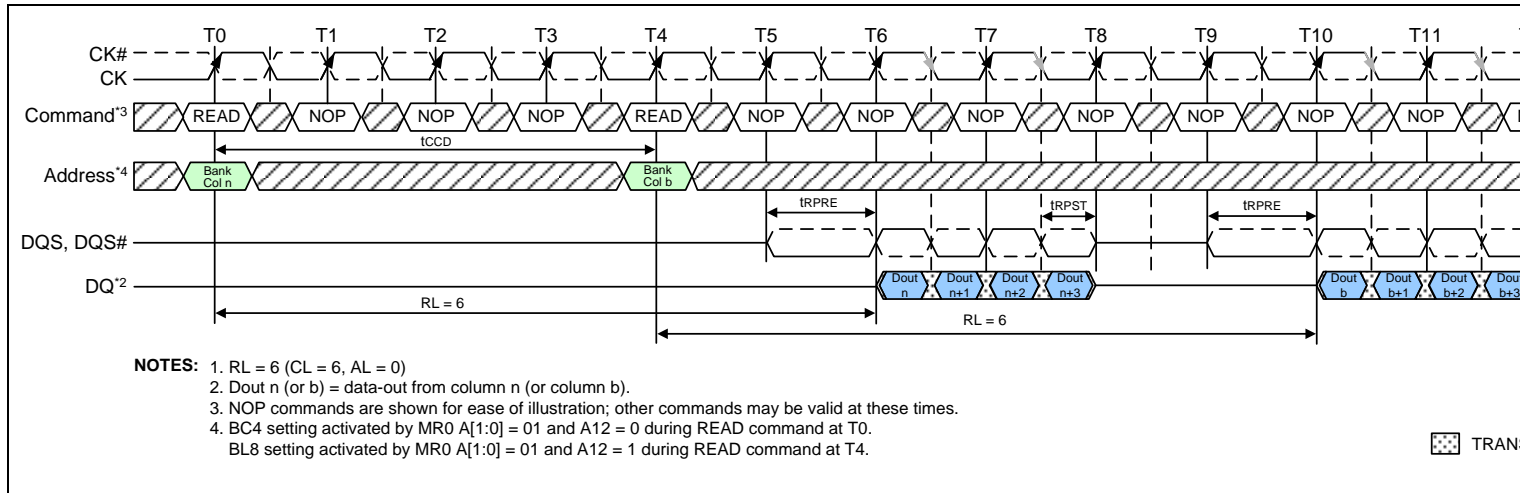 T0 T1 T2 T3 T4 T5 T6 T7 T8 T9 T10 T11
CK#
CK
Command*3 READ NOP NOP NOP READ NOP NOP NOP NOP NOP NOP NOP
tCCD
Address*4 Bank Col n Bank Col b
tRPRE tRPST tRPRE
DQS, DQS#
DQ*2 Dout n Dout n+1 Dout n+2 Dout n+3 Dout b Dout b+1 Dout b+2 Dout b+3
RL = 6
RL = 6
NOTES: 1. RL = 6 (CL = 6, AL = 0)
2. Dout n (or b) = data-out from column n (or column b).
3. NOP commands are shown for ease of illustration; other commands may be valid at these times.
4. BC4 setting activated by MR0 A[1:0] = 01 and A12 = 0 during READ command at T0.
BL8 setting activated by MR0 A[1:0] = 01 and A12 = 1 during READ command at T4.
TRANS